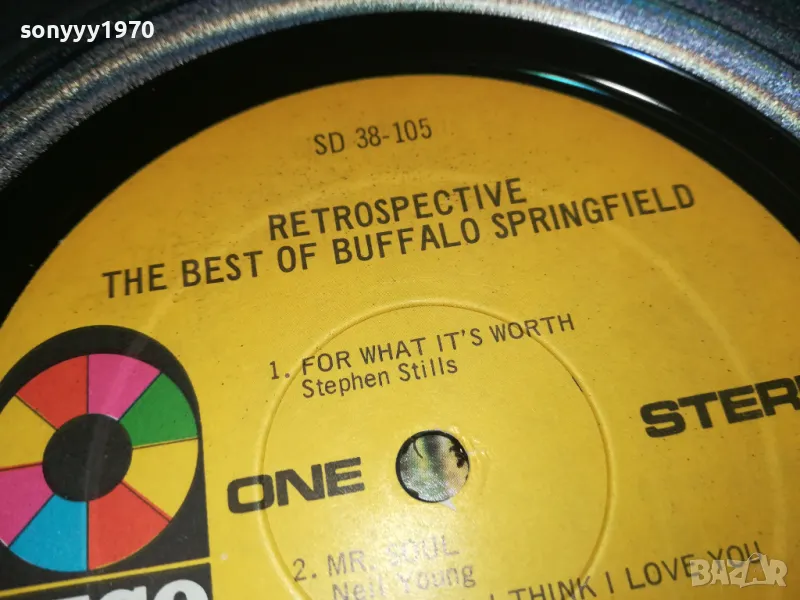 sonyyy1970
SD 38-105
RETROSPECTIVE
THE BEST OF BUFFALO SPRINGFIELD
1. FOR WHAT IT'S WORTH
Stephen Stills
ONE
2. MR. SOUL
Neil Young
I THINK I LOVE YOU
bazar